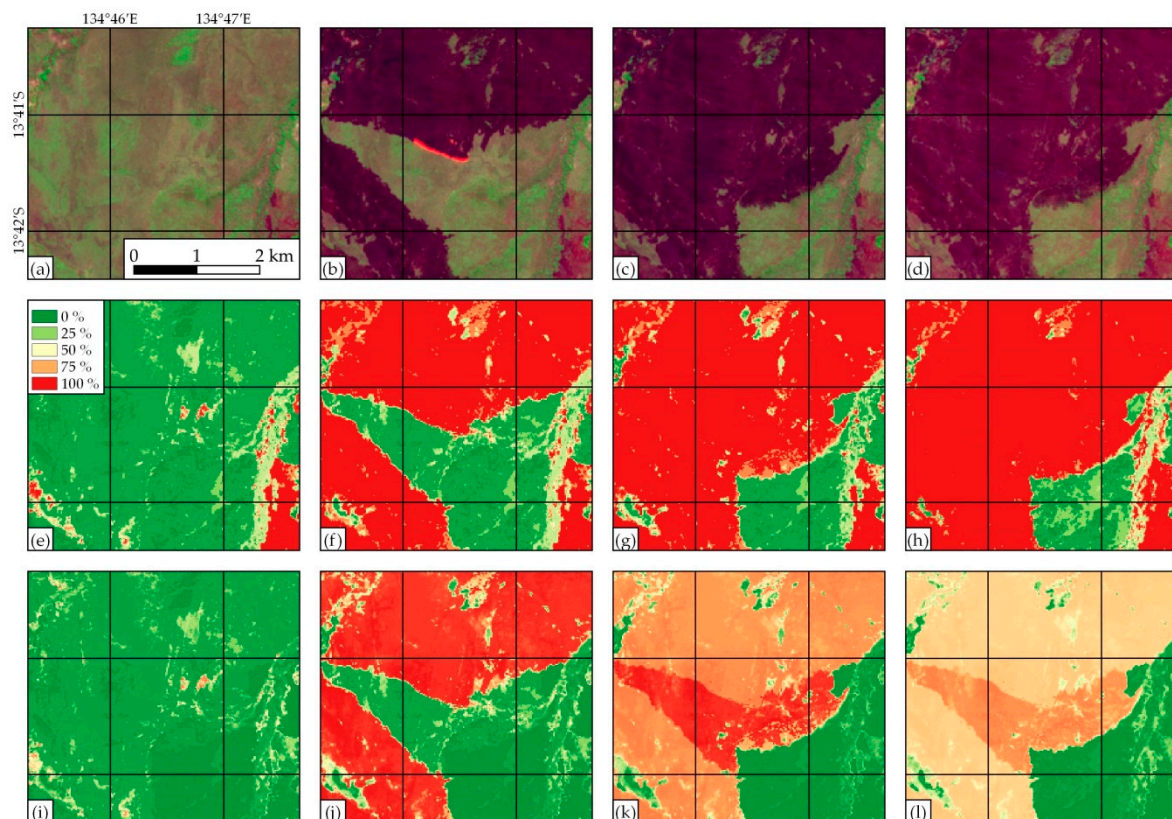 134°46'E 134°47'E
13°41'S
13°42'S
0 1 2 km
(a) (b) (c) (d)
0 %
25 %
50 %
75 %
100 %
(e) (f) (g) (h)
(i) (j) (k) (l)